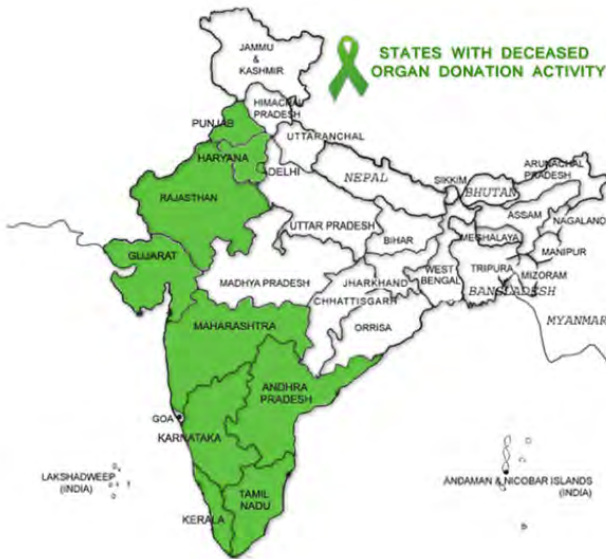 STATES WITH DECEASED
ORGAN DONATION ACTIVITY
JAMMU
&
KASHMIR
HIMACHAL
PRADESH
PUNJAB
UTTARANCHAL
HARYANA
DELHI
RAJASTHAN
NEPAL
SIKKIM
BHUTAN
ARUNACHAL
PRADESH
ASSAM
NAGALAND
UTTAR PRADESH
BIHAR
MEGHALAYA
MANIPUR
GUJARAT
MADHYA PRADESH
JHARKHAND
WEST
BENGAL
TRIPURA
MIZORAM
CHHATTISGARH
BANGLADESH
ORRISA
MYANMAR
MAHARASHTRA
ANDHRA
PRADESH
GOA
KARNATAKA
LAKSHADWEEP
(INDIA)
ANDAMAN & NICOBAR ISLANDS
(INDIA)
TAMIL
NADU
KERALA